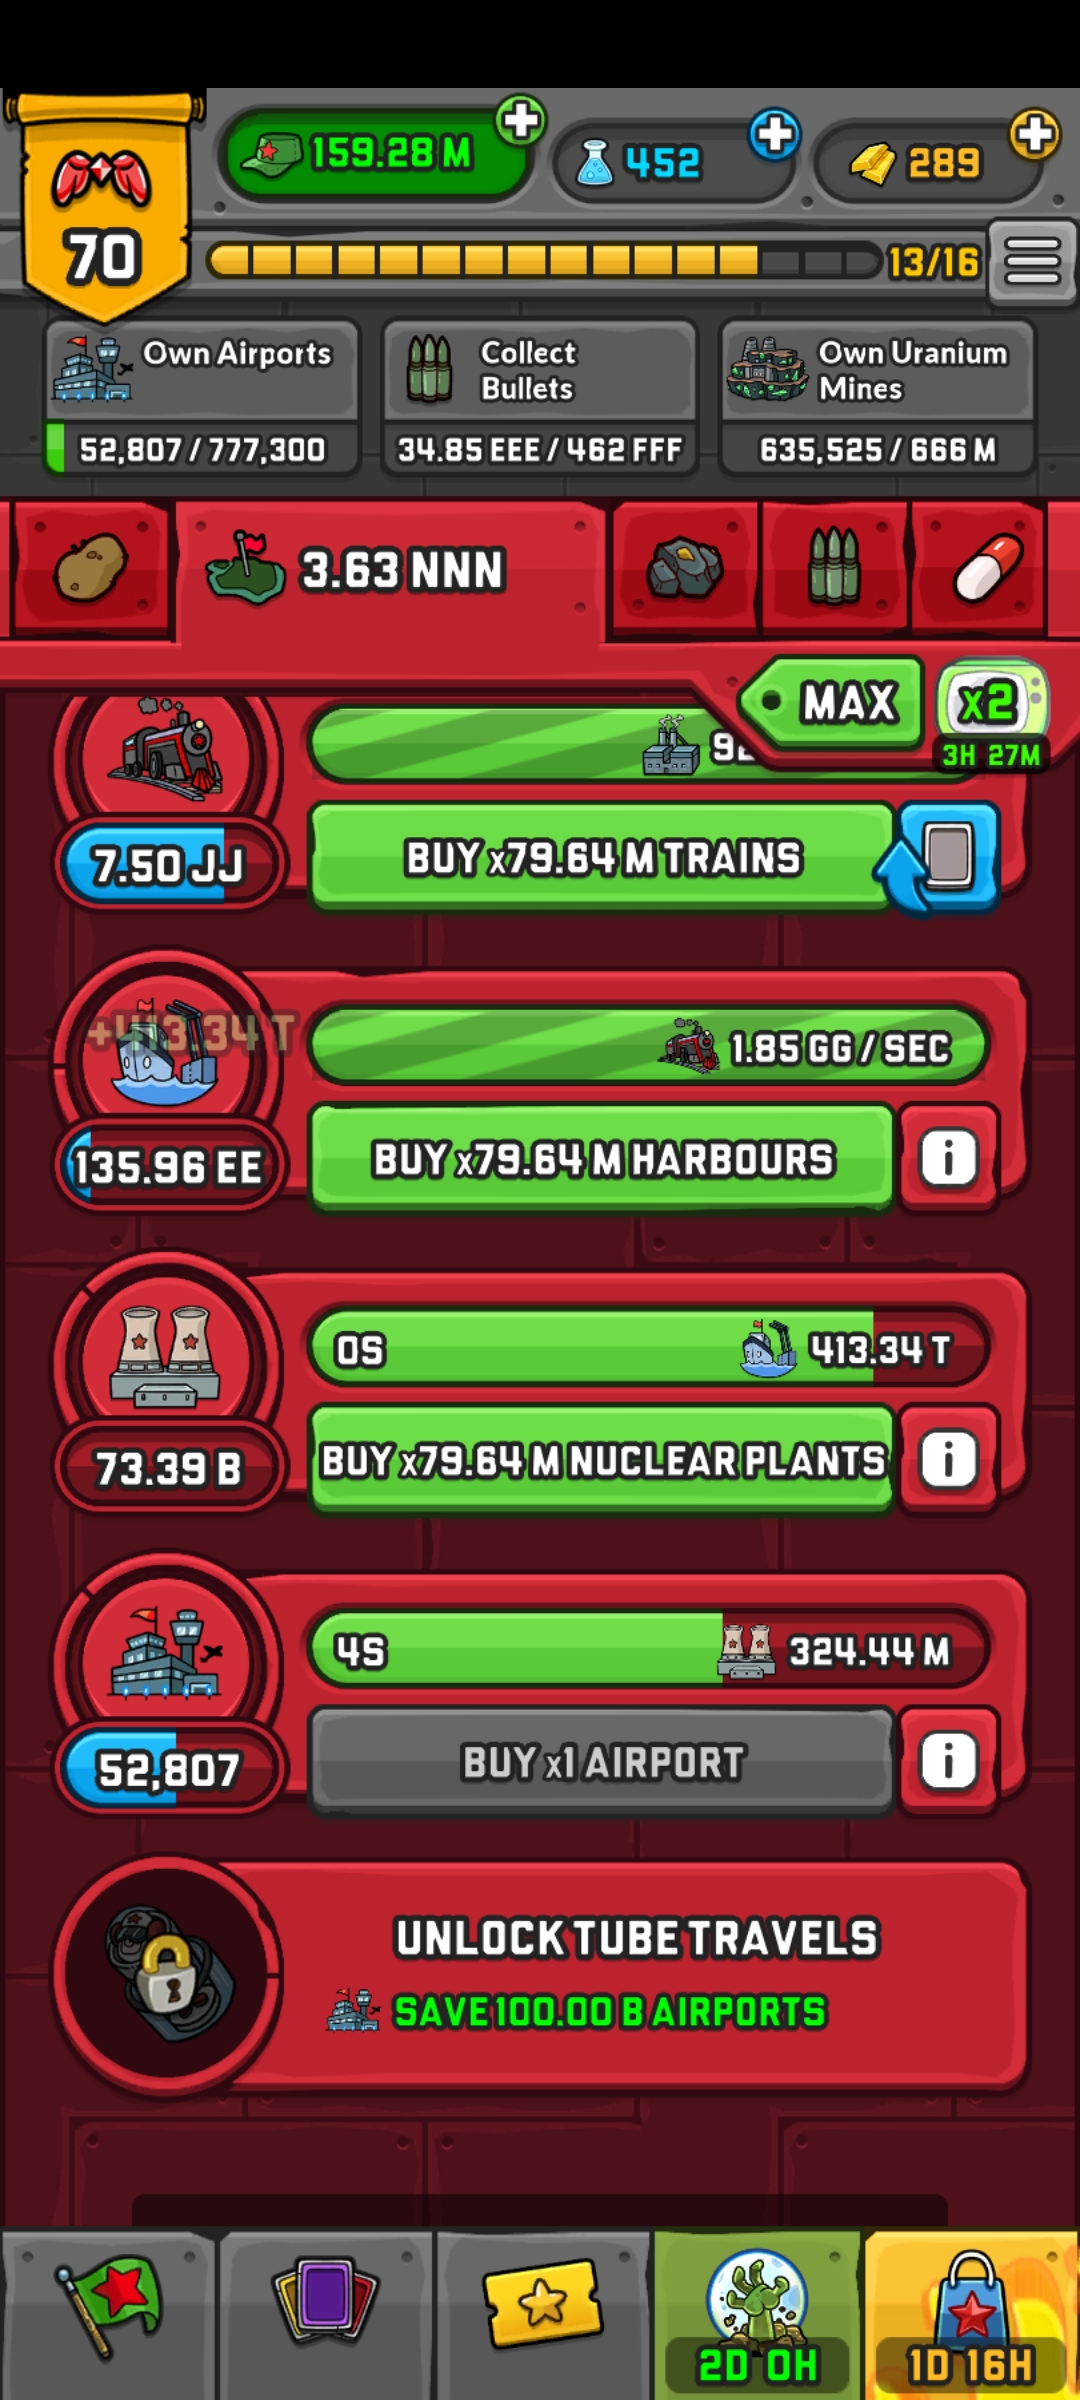 159.28 M
452
289
70
13/16
Own Airports
52,807 / 777,300
Collect
Bullets
34.85 EEE / 462 FFF
Own Uranium
Mines
635,525 / 666 M
3.63 NNN
MAX
x2
3H 27M
7.50 JJ
BUY x79.64 M TRAINS
+413.34 T
1.85 GG / SEC
135.96 EE
BUY x79.64 M HARBOURS
i
0S
413.34 T
73.39 B
BUY x79.64 M NUCLEAR PLANTS
i
4S
324.44 M
52,807
BUY x1 AIRPORT
i
UNLOCK TUBE TRAVELS
SAVE 100.00 B AIRPORTS
2D 0H
1D 16H